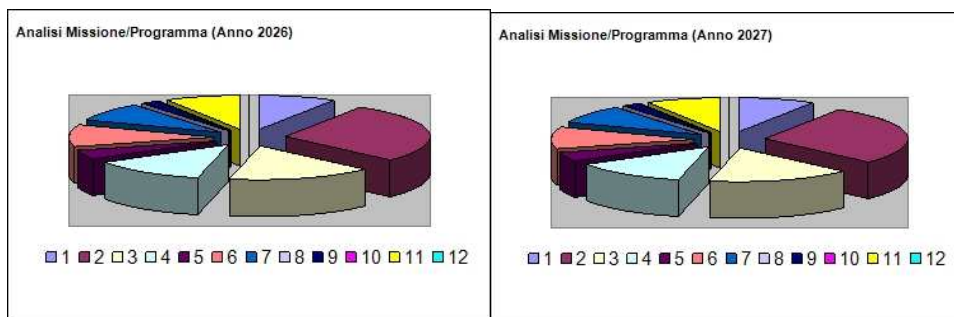 Analisi Missione/Programma (Anno 2026)
1 2 3 4 5 6 7 8 9 10 11 12
Analisi Missione/Programma (Anno 2027)
1 2 3 4 5 6 7 8 9 10 11 12